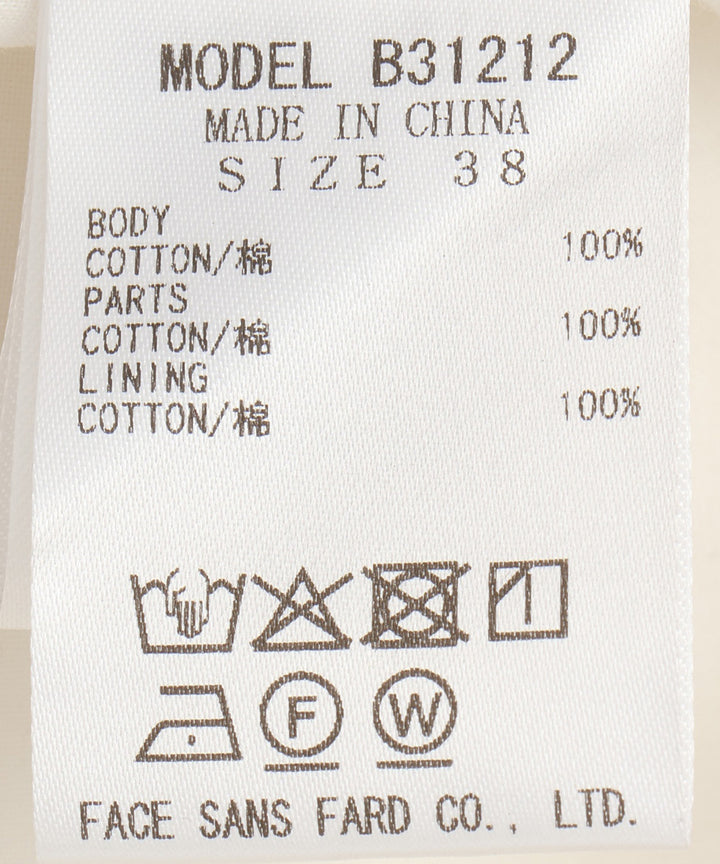 MODEL B31212
MADE IN CHINA
SIZE 38
BODY
COTTON/棉 100%
PARTS
COTTON/棉 100%
LINING
COTTON/棉 100%
F W
FACE SANS FARD CO., LTD.